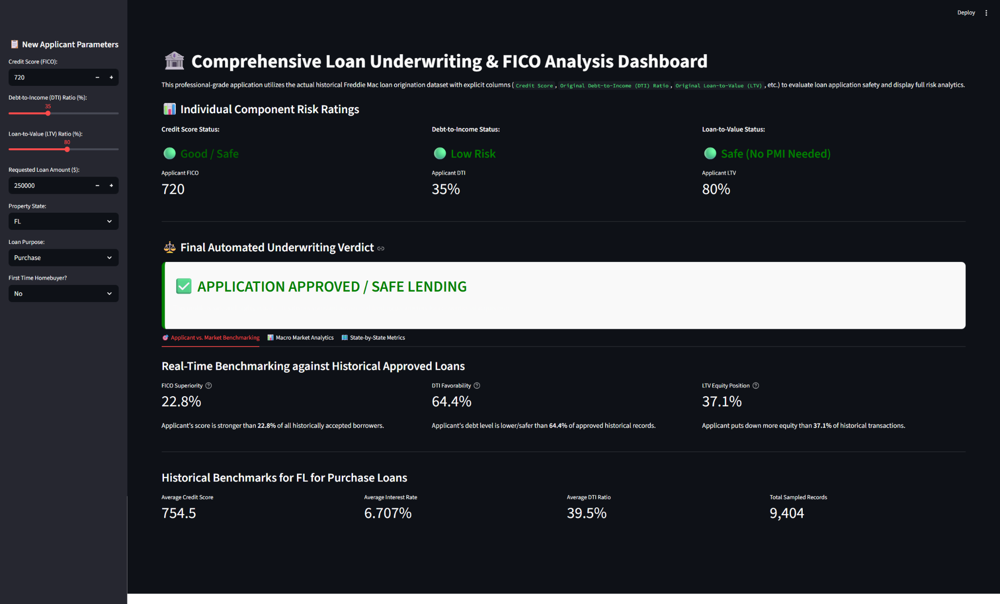 Deploy
New Applicant Parameters
Credit Score (FICO):
720
Debt-to-Income (DTI) Ratio (%):
35
Loan-to-Value (LTV) Ratio (%):
80
Requested Loan Amount ($):
250000
Property State:
FL
Loan Purpose:
Purchase
First Time Homebuyer?
No
Comprehensive Loan Underwriting & FICO Analysis Dashboard
This professional-grade application utilizes the actual historical Freddie Mac loan origination dataset with explicit columns ( Credit Score , Original Debt-to-Income (DTI) Ratio , Original Loan-to-Value (LTV) , etc.) to evaluate loan application safety and display full risk analytics.
Individual Component Risk Ratings
Credit Score Status:
Good / Safe
Applicant FICO
720
Debt-to-Income Status:
Low Risk
Applicant DTI
35%
Loan-to-Value Status:
Safe (No PMI Needed)
Applicant LTV
80%
Final Automated Underwriting Verdict
APPLICATION APPROVED / SAFE LENDING
Applicant vs. Market Benchmarking
Macro Market Analytics
State-by-State Metrics
Real-Time Benchmarking against Historical Approved Loans
FICO Superiority
22.8%
Applicant's score is stronger than 22.8% of all historically accepted borrowers.
DTI Favorability
64.4%
Applicant's debt level is lower/safer than 64.4% of approved historical records.
LTV Equity Position
37.1%
Applicant puts down more equity than 37.1% of historical transactions.
Historical Benchmarks for FL for Purchase Loans
Average Credit Score
754.5
Average Interest Rate
6.707%
Average DTI Ratio
39.5%
Total Sampled Records
9,404